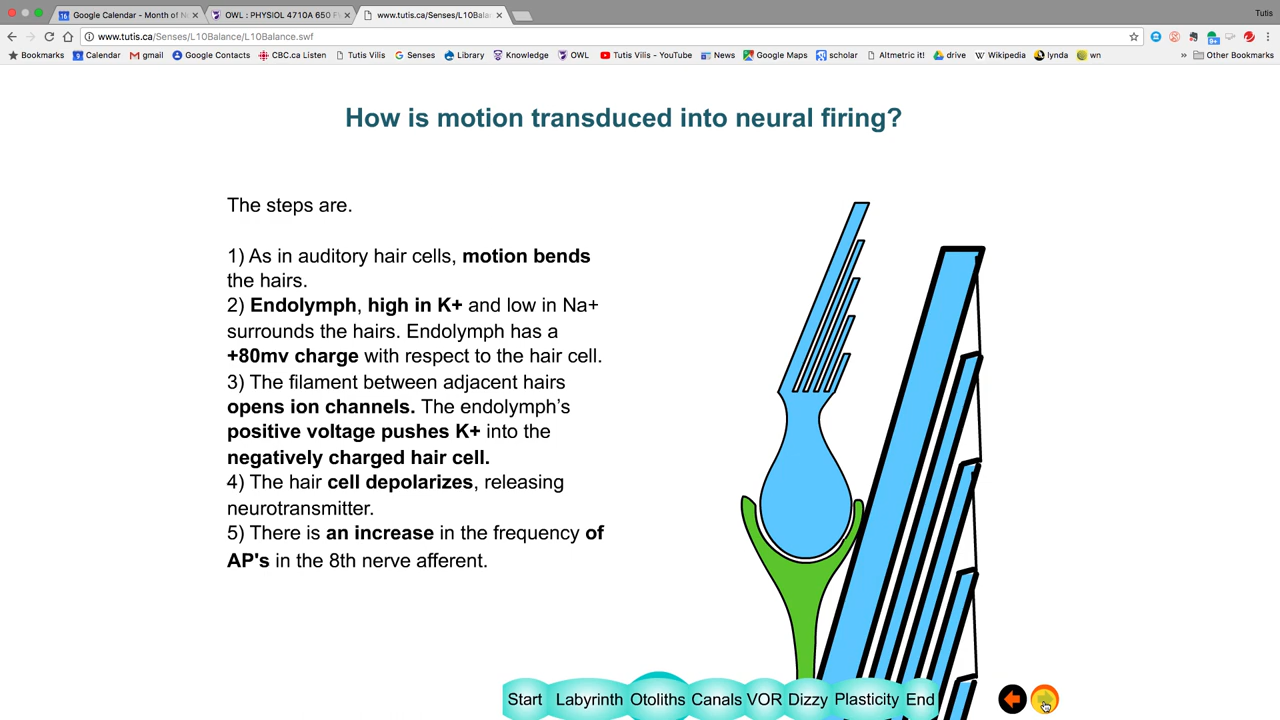 Google Calendar - Month of N
OWL : PHYSIOL 4710A 650 F
www.tutis.ca/Senses/L10Bala
Tutis
www.tutis.ca/Senses/L10Balance/L10Balance.swf
Bookmarks Calendar gmail Google Contacts CBC.ca Listen Tutis Vilis Senses Library Knowledge OWL Tutis Vilis - YouTube News Google Maps scholar Altmetric it! drive Wikipedia lynda wn » Other Bookmarks
How is motion transduced into neural firing?
The steps are.
1) As in auditory hair cells, motion bends
the hairs.
2) Endolymph, high in K+ and low in Na+
surrounds the hairs. Endolymph has a
+80mv charge with respect to the hair cell.
3) The filament between adjacent hairs
opens ion channels. The endolymph’s
positive voltage pushes K+ into the
negatively charged hair cell.
4) The hair cell depolarizes, releasing
neurotransmitter.
5) There is an increase in the frequency of
AP's in the 8th nerve afferent.
Start Labyrinth Otoliths Canals VOR Dizzy Plasticity End